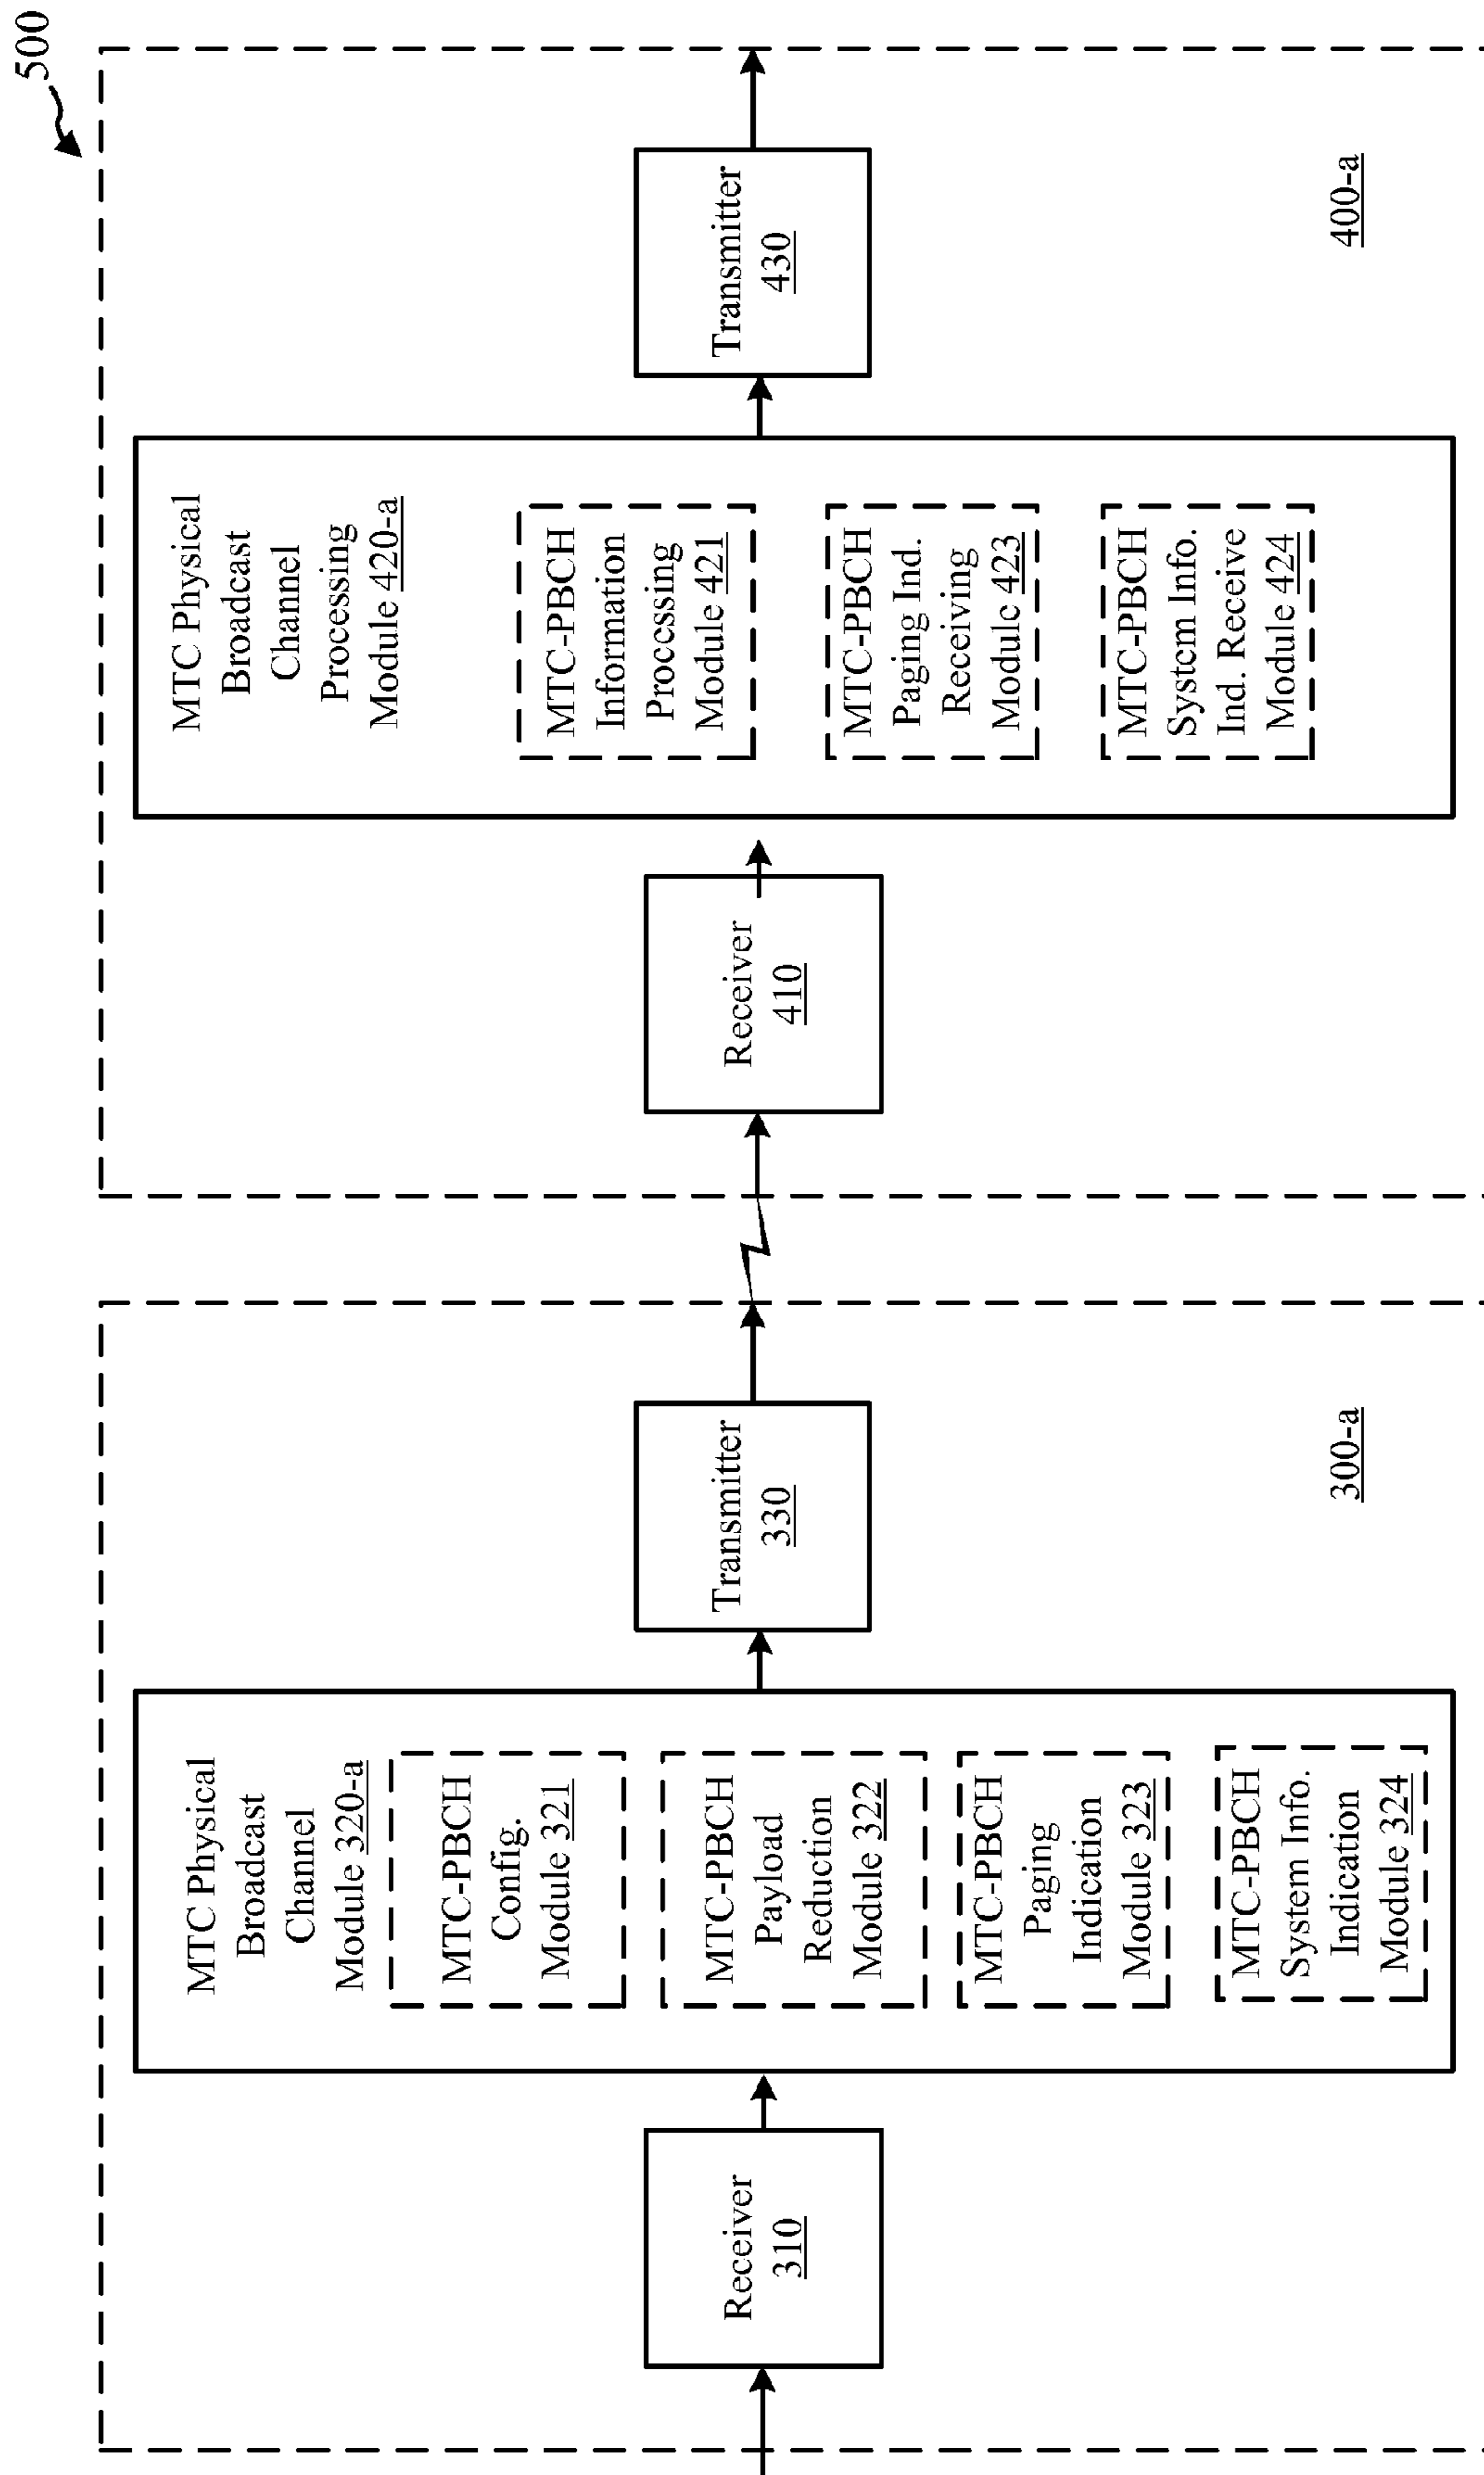 500
Receiver
310
MTC Physical
Broadcast
Channel
Module 320-a
MTC-PBCH
Config.
Module 321
MTC-PBCH
Payload
Reduction
Module 322
MTC-PBCH
Paging
Indication
Module 323
MTC-PBCH
System Info.
Indication
Module 324
Transmitter
330
300-a
Receiver
410
MTC Physical
Broadcast
Channel
Processing
Module 420-a
MTC-PBCH
Information
Processing
Module 421
MTC-PBCH
Paging Ind.
Receiving
Module 423
MTC-PBCH
System Info.
Ind. Receive
Module 424
Transmitter
430
400-a